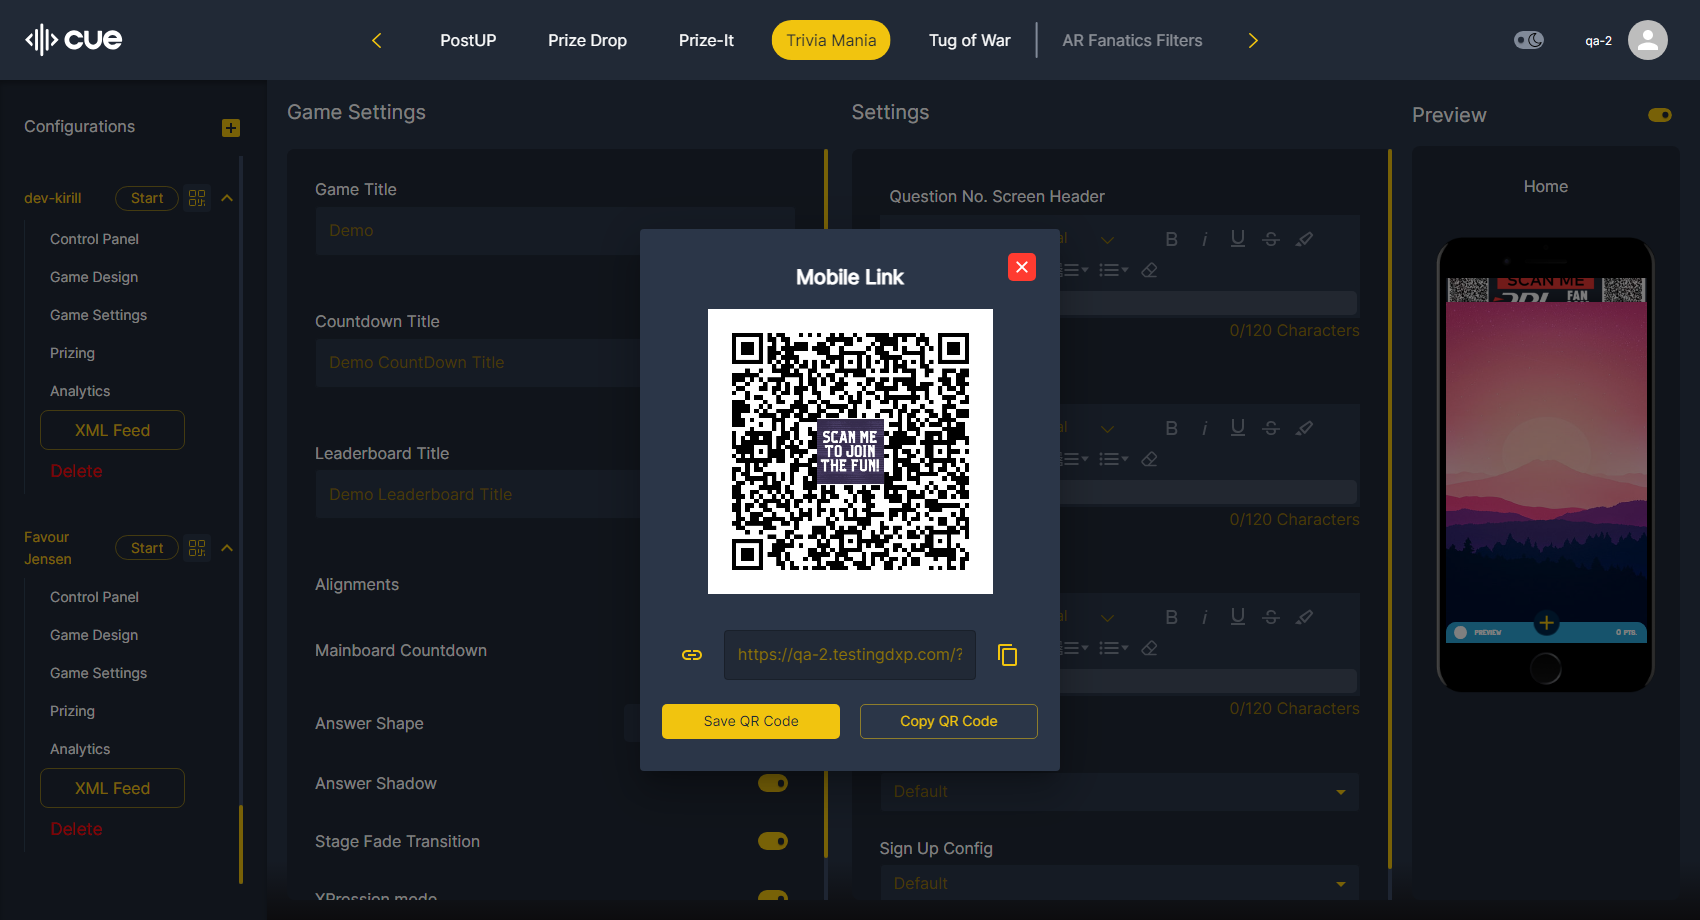 cue
PostUP
Prize Drop
Prize-It
Trivia Mania
Tug of War
AR Fanatics Filters
qa-2
Configurations
dev-kirill
Start
Control Panel
Game Design
Game Settings
Prizing
Analytics
XML Feed
Delete
Favour
Jensen
Start
Control Panel
Game Design
Game Settings
Prizing
Analytics
XML Feed
Delete
Game Settings
Game Title
Demo
Countdown Title
Demo CountDown Title
Leaderboard Title
Demo Leaderboard Title
Alignments
Mainboard Countdown
Answer Shape
Answer Shadow
Stage Fade Transition
XPression mode
Mobile Link
SCAN ME
TO JOIN
THE FUN!
https://qa-2.testingdxp.com/?
Save QR Code
Copy QR Code
Settings
Question No. Screen Header
B i U S
0/120 Characters
B i U S
0/120 Characters
B i U S
0/120 Characters
Default
Sign Up Config
Default
Preview
Home
SCAN ME
FAN
PREVIEW
0 PTS.